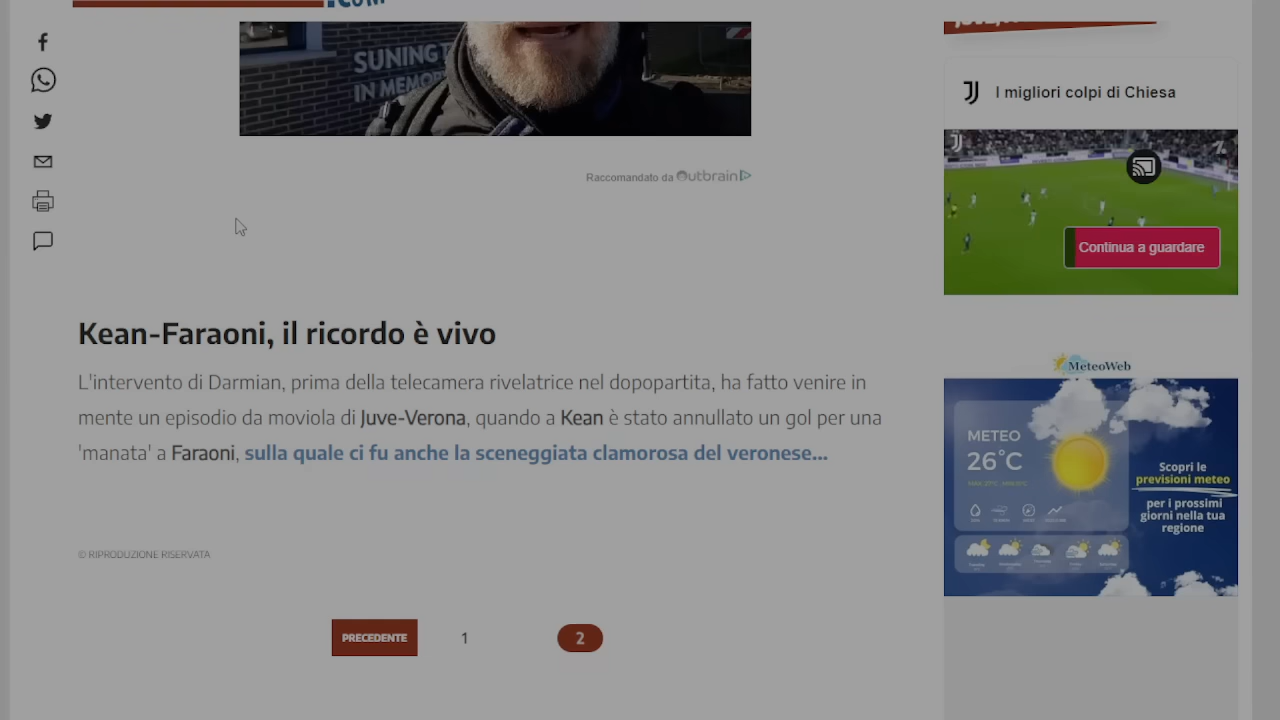 .COM
SUNING T
IN MEMOR
Raccomandato da Outbrain
I migliori colpi di Chiesa
Continua a guardare
Kean-Faraoni, il ricordo è vivo
L'intervento di Darmian, prima della telecamera rivelatrice nel dopopartita, ha fatto venire in
mente un episodio da moviola di Juve-Verona, quando a Kean è stato annullato un gol per una
'manata' a Faraoni, sulla quale ci fu anche la sceneggiata clamorosa del veronese...
MeteoWeb
METEO
26°C
Scopri le
previsioni meteo
per i prossimi
giorni nella tua
regione
© RIPRODUZIONE RISERVATA
PRECEDENTE
1
2